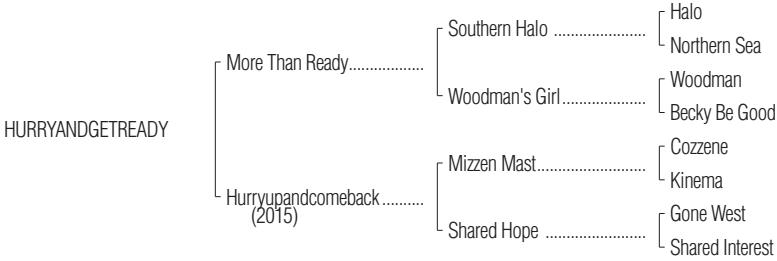 Halo
Southern Halo ......................
Northern Sea
More Than Ready..................
Woodman
Woodman's Girl....................
Becky Be Good
HURRYANDGETREADY
Cozzene
Mizzen Mast..........................
Kinema
Hurryupandcomeback ..........
(2015)
Gone West
Shared Hope ........................
Shared Interest